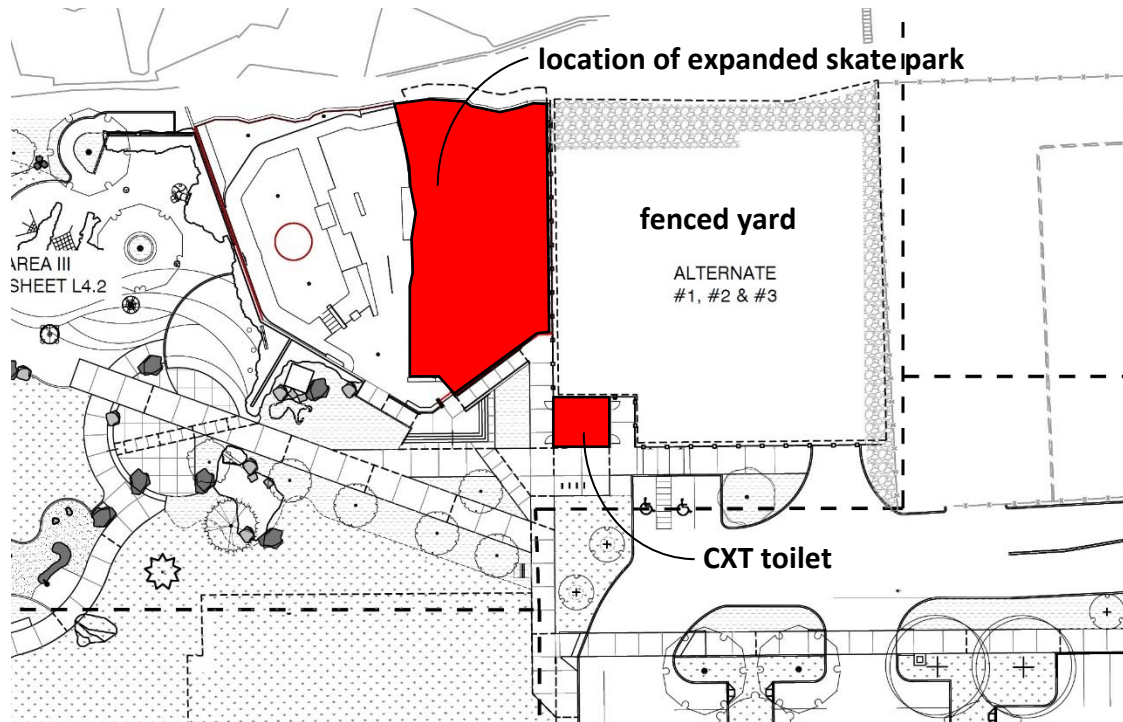 location of expanded skate park
fenced yard
AREA III
SHEET L4.2
ALTERNATE
#1, #2 & #3
CXT toilet